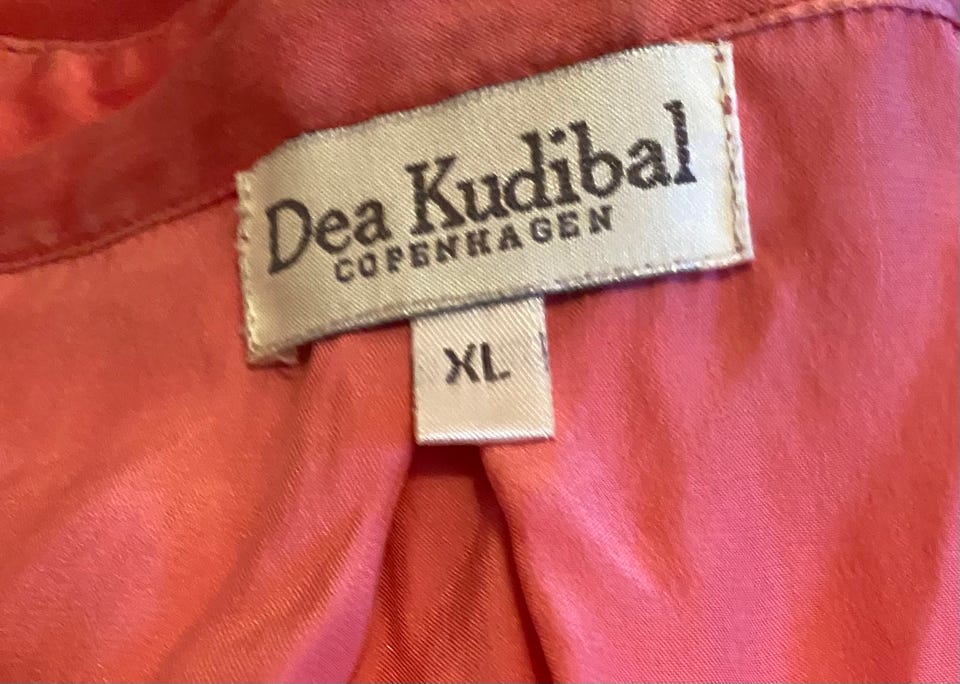 Dea Kudibal
COPENHAGEN
XL